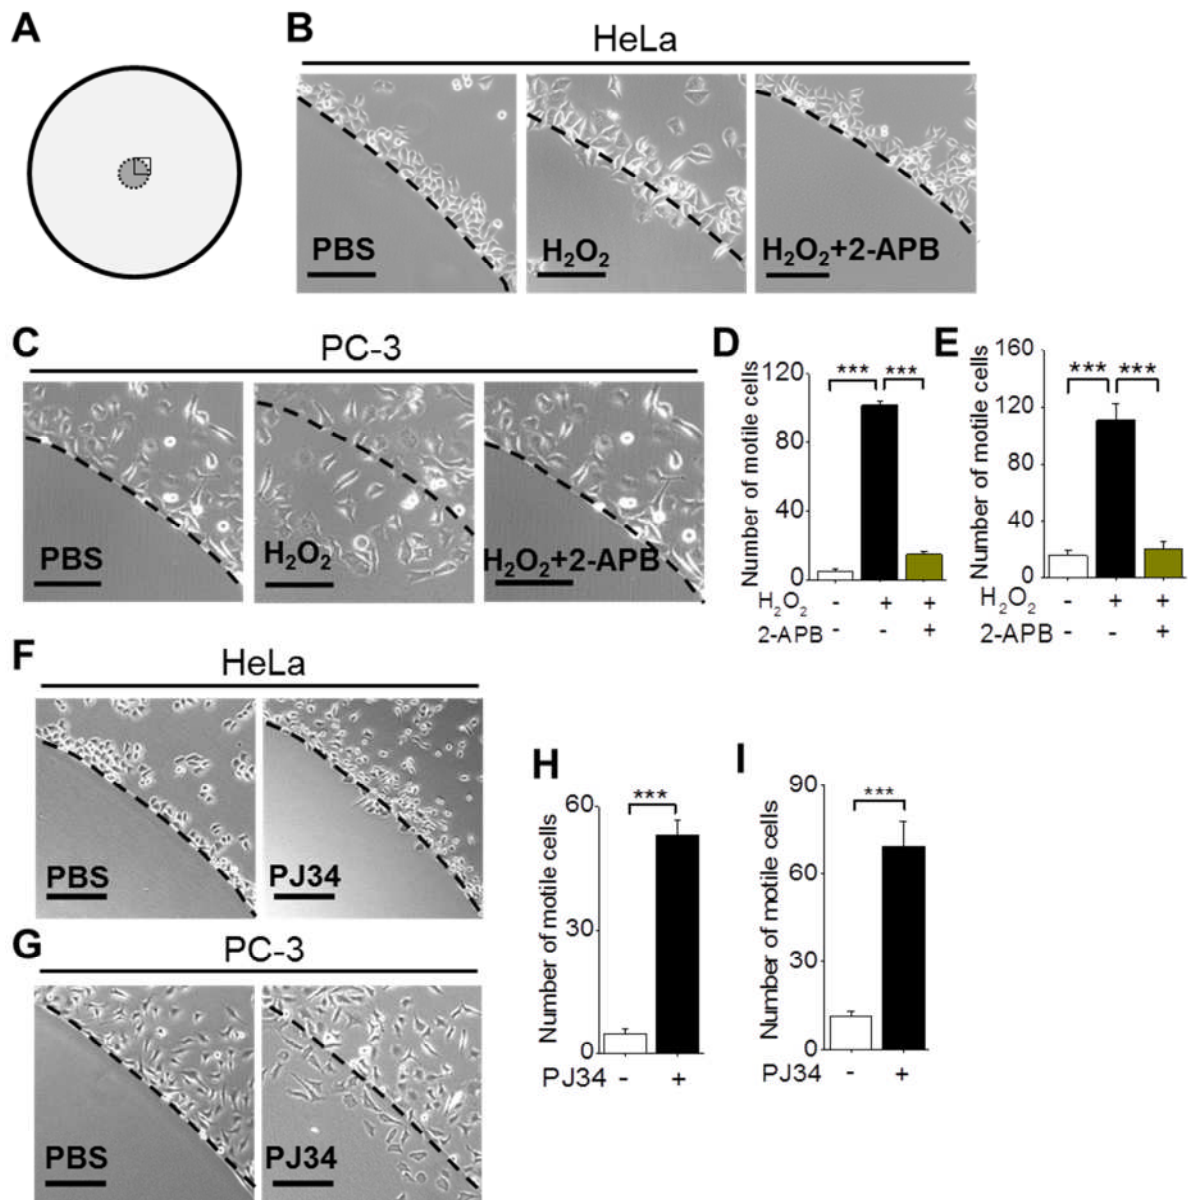 A
B
HeLa
PBS
H₂O₂
H₂O₂+2-APB
C
PC-3
PBS
H₂O₂
H₂O₂+2-APB
D
Number of motile cells
120
80
40
0
*** ***
H₂O₂ - + +
2-APB - - +
E
Number of motile cells
160
120
80
40
0
*** ***
H₂O₂ - + +
2-APB - - +
F
HeLa
PBS
PJ34
G
PC-3
PBS
PJ34
H
Number of motile cells
60
30
0
***
PJ34 - +
I
Number of motile cells
90
60
30
0
***
PJ34 - +